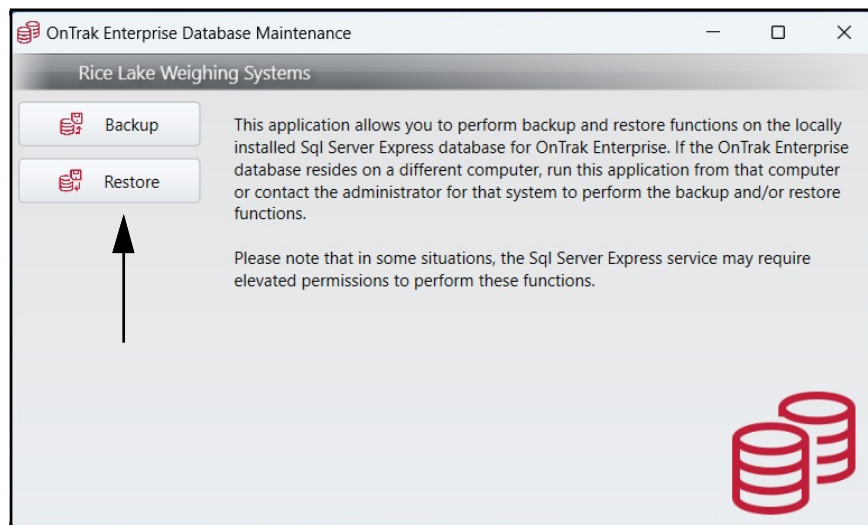 OnTrak Enterprise Database Maintenance
Rice Lake Weighing Systems
Backup
Restore
This application allows you to perform backup and restore functions on the locally
installed Sql Server Express database for OnTrak Enterprise. If the OnTrak Enterprise
database resides on a different computer, run this application from that computer
or contact the administrator for that system to perform the backup and/or restore
functions.
Please note that in some situations, the Sql Server Express service may require
elevated permissions to perform these functions.